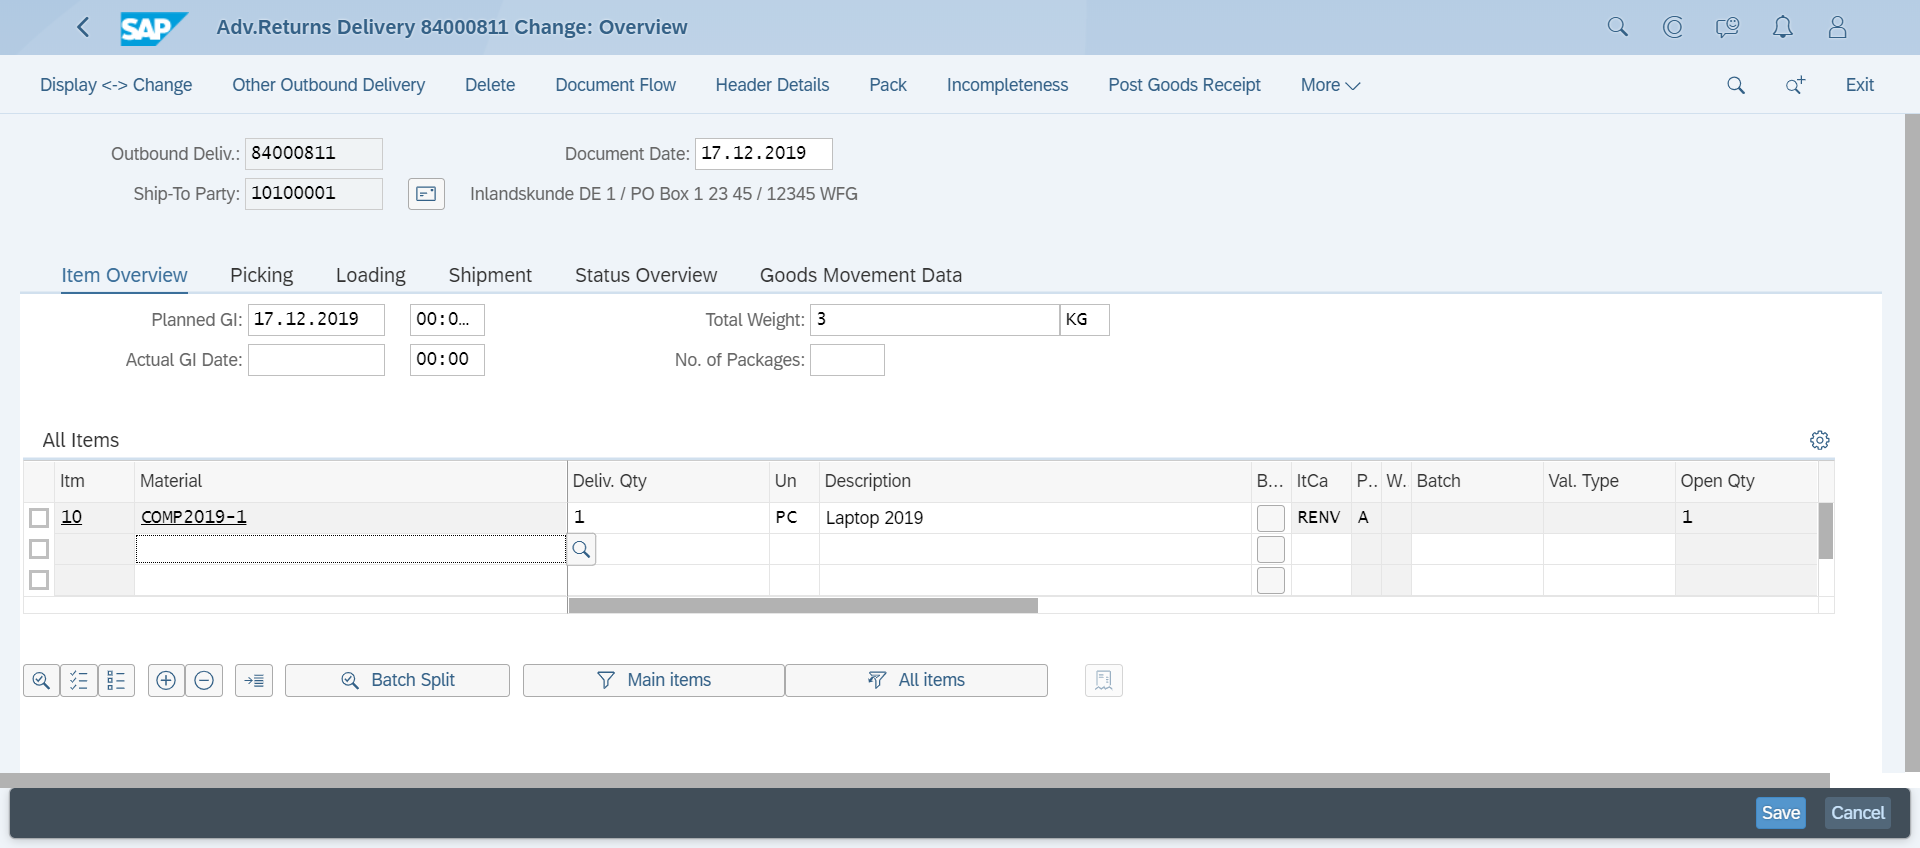 SAP Adv.Returns Delivery 84000811 Change: Overview
Display <-> Change Other Outbound Delivery Delete Document Flow Header Details Pack Incompleteness Post Goods Receipt More Exit
Outbound Deliv.: 84000811 Document Date: 17.12.2019
Ship-To Party: 10100001 Inlandskunde DE 1 / PO Box 1 23 45 / 12345 WFG
Item Overview Picking Loading Shipment Status Overview Goods Movement Data
Planned GI: 17.12.2019 00:0... Total Weight: 3 KG
Actual GI Date: 00:00 No. of Packages:
All Items
Itm Material Deliv. Qty Un Description B... ItCa P.. W. Batch Val. Type Open Qty
10 COMP2019-1 1 PC Laptop 2019 RENV A 1
Batch Split Main items All items
Save Cancel